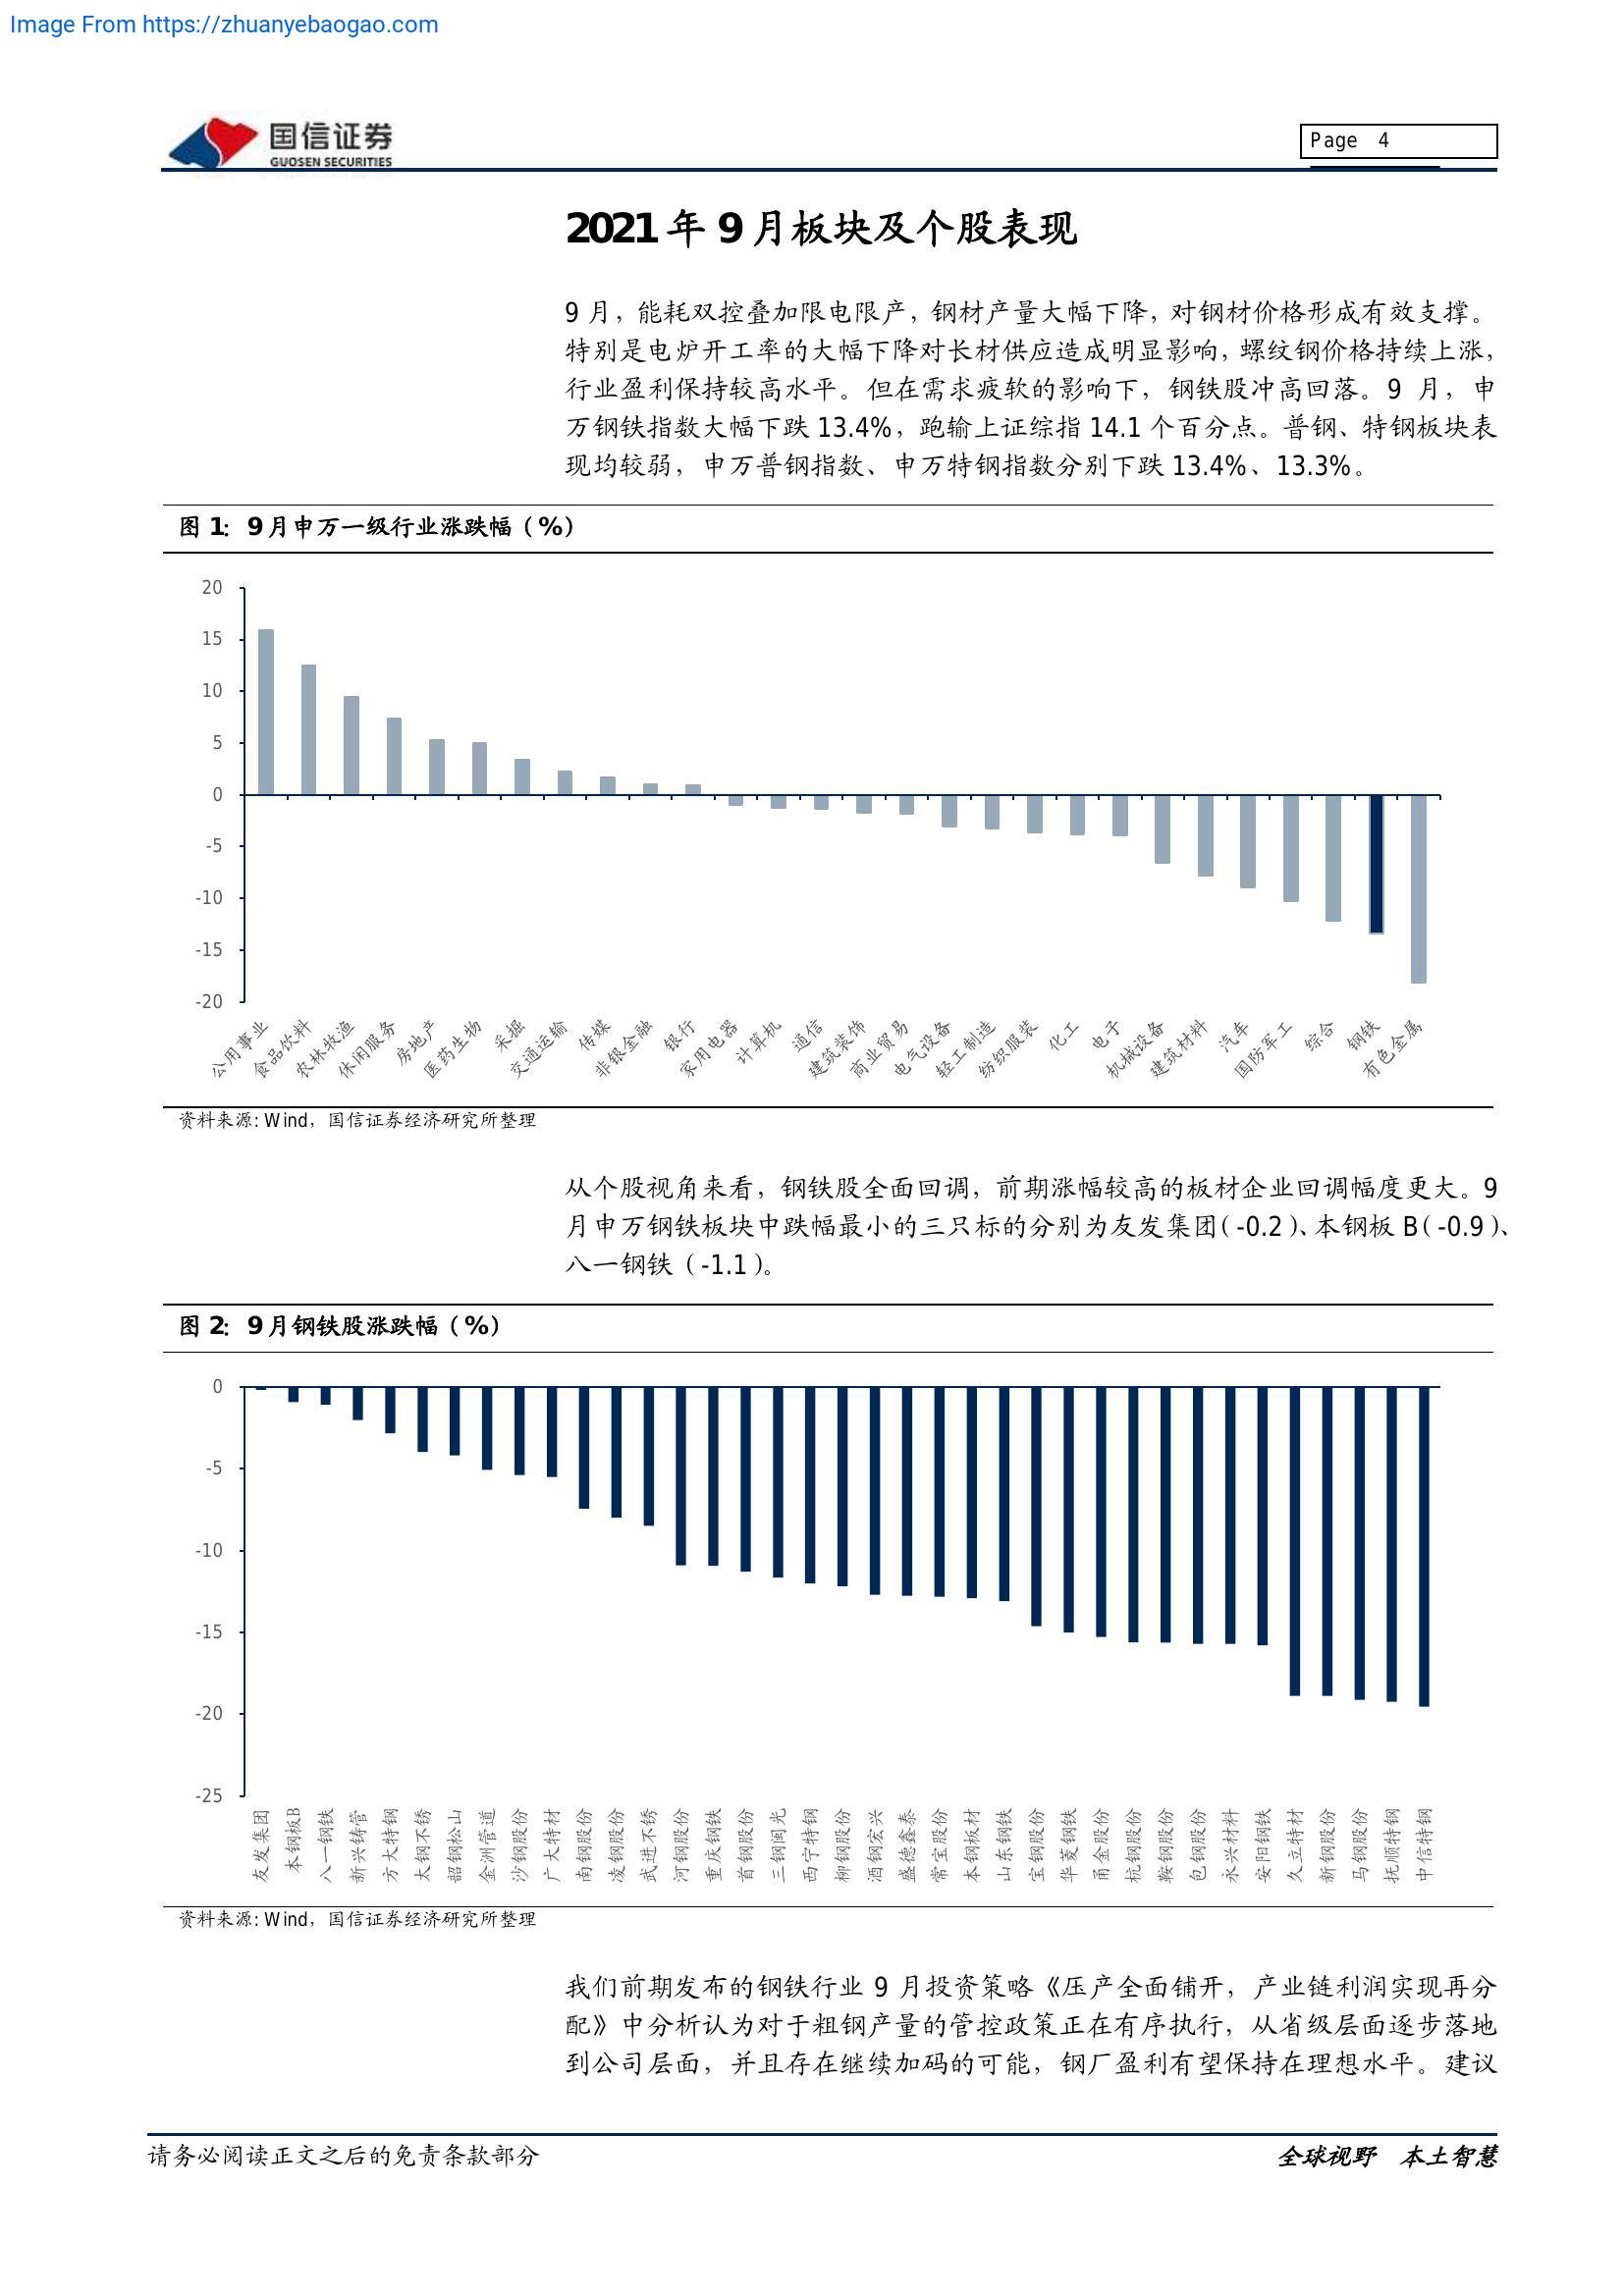 Image From https://zhuanyebaogao.com
国信证券
GUOSEN SECURITIES
Page 4
2021 年 9 月板块及个股表现
9 月，能耗双控叠加限电限产，钢材产量大幅下降，对钢材价格形成有效支撑。
特别是电炉开工率的大幅下降对长材供应造成明显影响，螺纹钢价格持续上涨，
行业盈利保持较高水平。但在需求疲软的影响下，钢铁股冲高回落。9 月，申
万钢铁指数大幅下跌 13.4%，跑输上证综指 14.1 个百分点。普钢、特钢板块表
现均较弱，申万普钢指数、申万特钢指数分别下跌 13.4%、13.3%。
图 1：9 月申万一级行业涨跌幅（%）
20
15
10
5
0
-5
-10
-15
-20
公用事业
食品饮料
农林牧渔
休闲服务
房地产
医药生物
采掘
交通运输
传媒
非银金融
银行
家用电器
计算机
通信
建筑装饰
商业贸易
电气设备
轻工制造
纺织服装
化工
电子
机械设备
建筑材料
汽车
国防军工
综合
钢铁
有色金属
资料来源: Wind，国信证券经济研究所整理
从个股视角来看，钢铁股全面回调，前期涨幅较高的板材企业回调幅度更大。9
月申万钢铁板块中跌幅最小的三只标的分别为友发集团（-0.2）、本钢板 B（-0.9）、
八一钢铁（-1.1）。
图 2：9 月钢铁股涨跌幅（%）
0
-5
-10
-15
-20
-25
友发集团
本钢板B
八一钢铁
新兴铸管
方大特钢
太钢不锈
韶钢松山
金洲管道
沙钢股份
广大特材
南钢股份
凌钢股份
武进不锈
河钢股份
重庆钢铁
首钢股份
三钢闽光
西宁特钢
柳钢股份
酒钢宏兴
盛德鑫泰
常宝股份
本钢板材
山东钢铁
宝钢股份
华菱钢铁
甬金股份
杭钢股份
鞍钢股份
包钢股份
永兴材料
安阳钢铁
久立特材
新钢股份
马钢股份
抚顺特钢
中信特钢
资料来源: Wind，国信证券经济研究所整理
我们前期发布的钢铁行业 9 月投资策略《压产全面铺开，产业链利润实现再分
配》中分析认为对于粗钢产量的管控政策正在有序执行，从省级层面逐步落地
到公司层面，并且存在继续加码的可能，钢厂盈利有望保持在理想水平。建议
请务必阅读正文之后的免责条款部分
全球视野 本土智慧